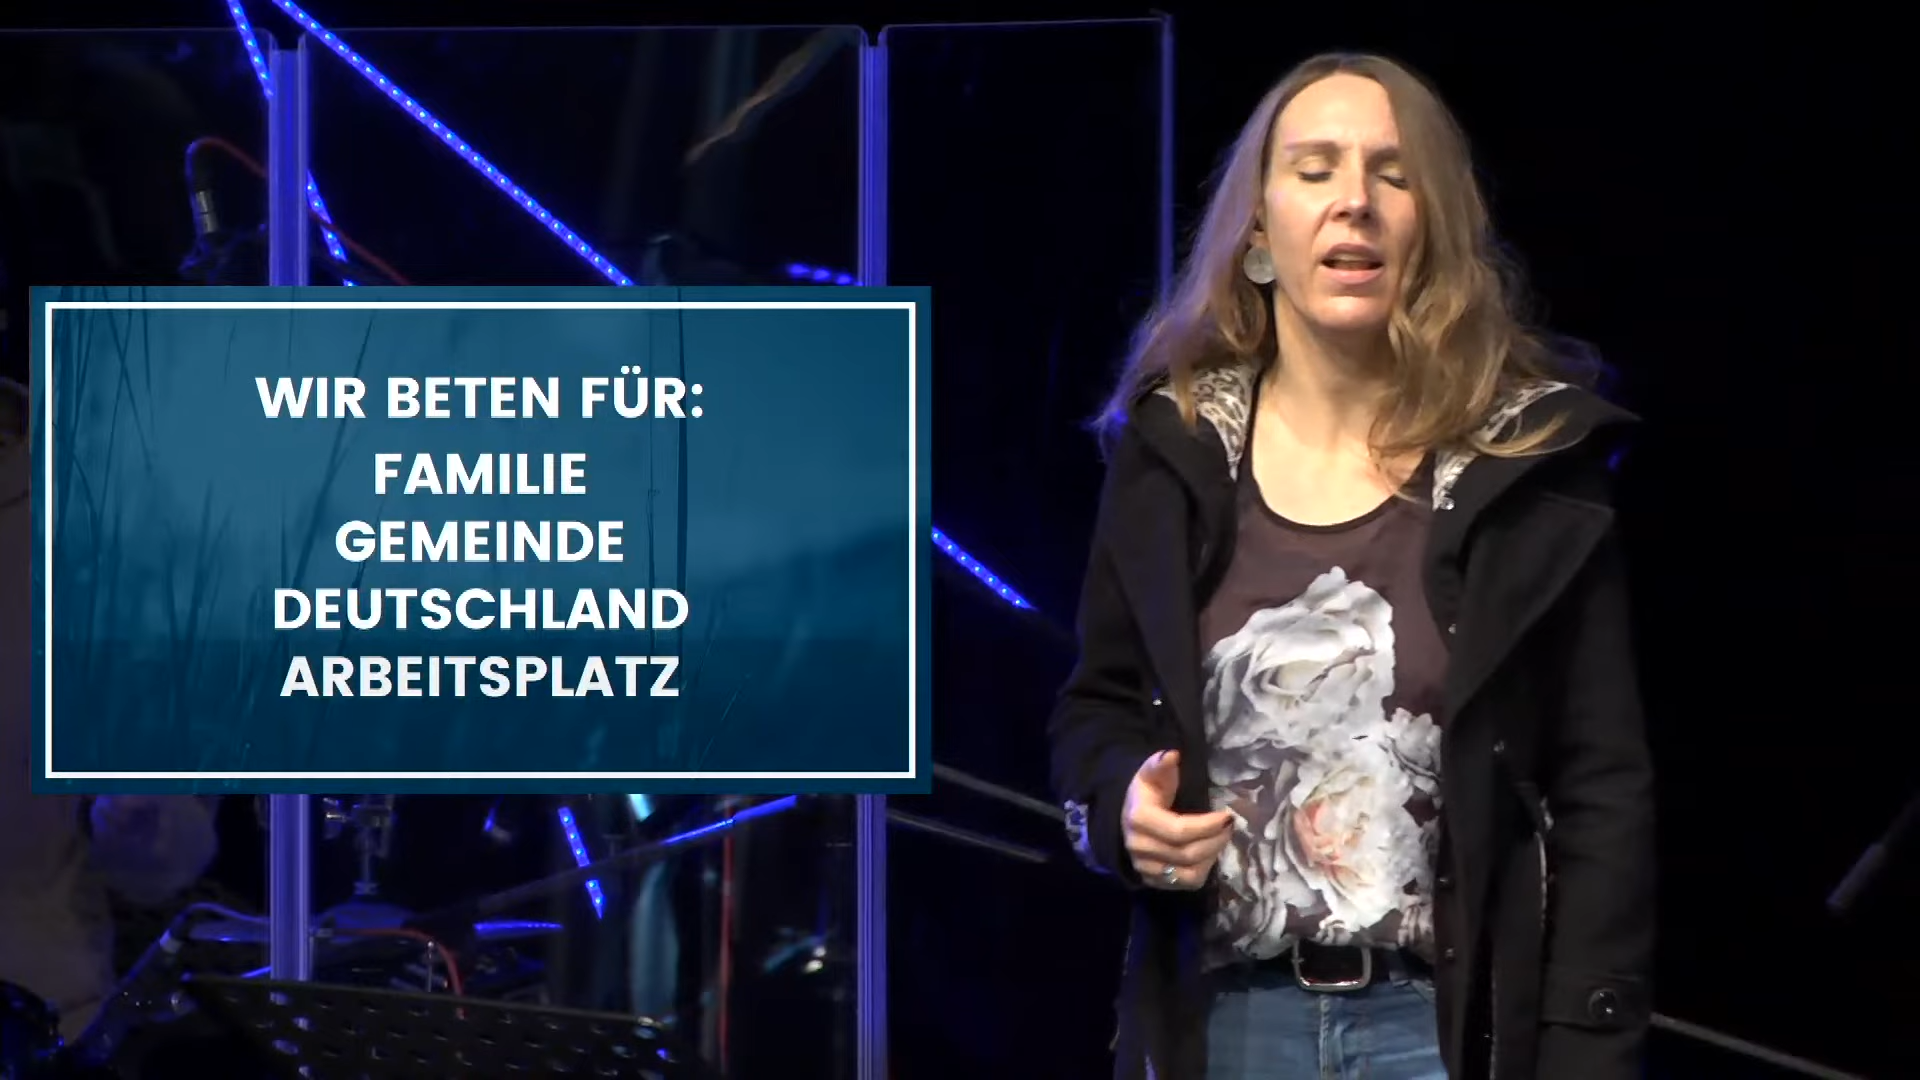 WIR BETEN FÜR:
FAMILIE
GEMEINDE
DEUTSCHLAND
ARBEITSPLATZ